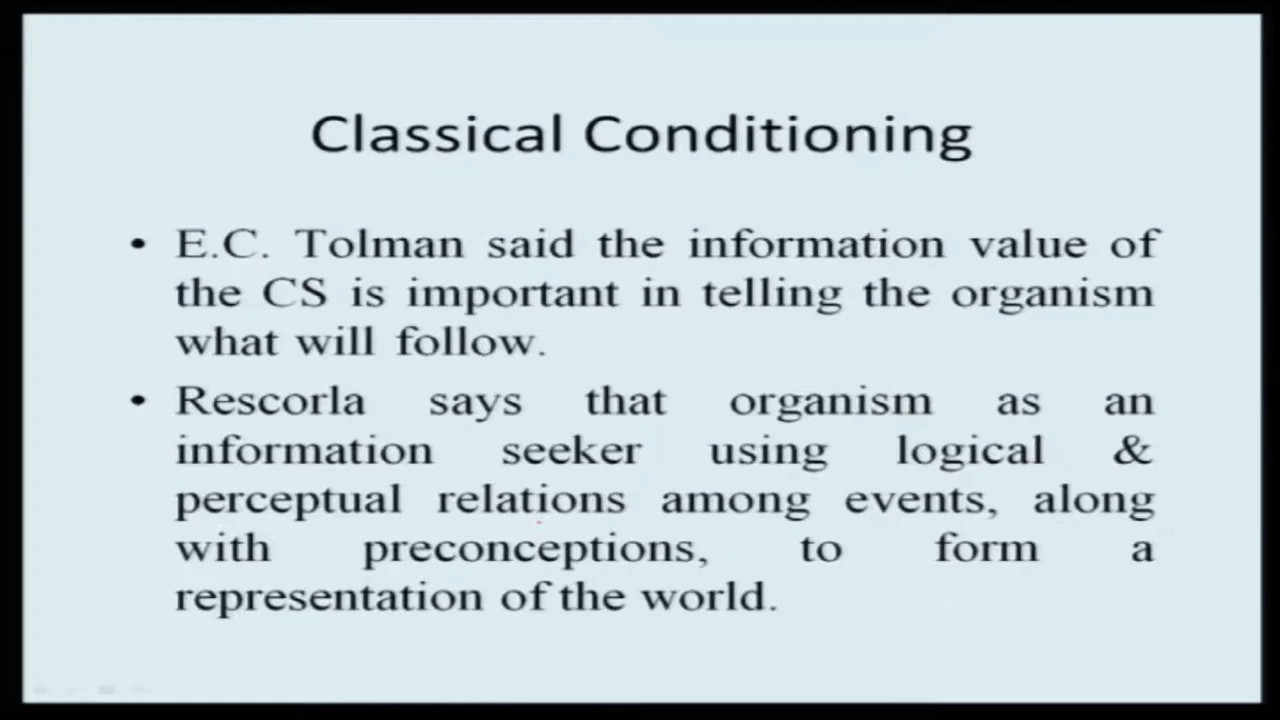 Classical Conditioning
• E.C. Tolman said the information value of
the CS is important in telling the organism
what will follow.
• Rescorla says that organism as an
information seeker using logical &
perceptual relations among events, along
with preconceptions, to form a
representation of the world.